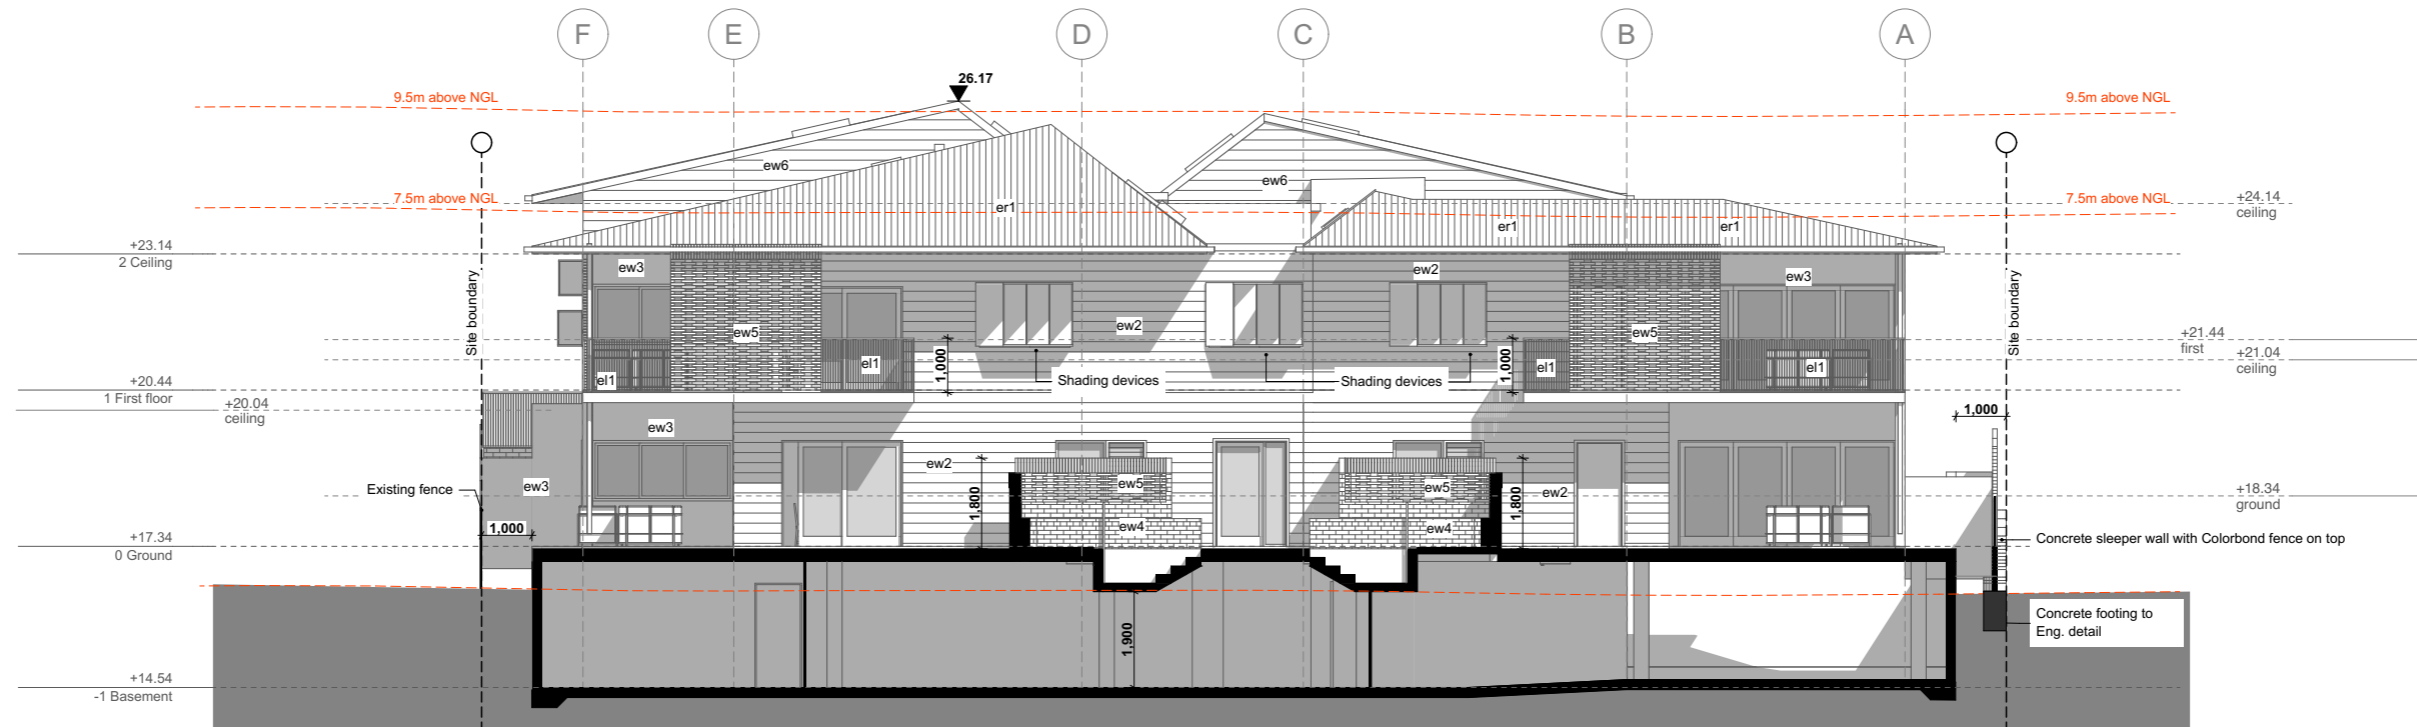 F E D C B A
26.17
9.5m above NGL
9.5m above NGL
ew6
ew6
7.5m above NGL
7.5m above NGL
+24.14
ceiling
er1
er1
er1
+23.14
2 Ceiling
ew3
ew2
ew3
Site boundary
Site boundary
ew5
ew2
ew5
+21.44
first
+21.04
ceiling
el1
el1
1,000
Shading devices
Shading devices
1,000
el1
el1
+20.44
1 First floor
+20.04
ceiling
1,000
ew3
ew2
Existing fence
ew3
1,800
ew5
ew5
1,800
ew2
+18.34
ground
1,000
ew4
ew4
+17.34
0 Ground
Concrete sleeper wall with Colorbond fence on top
Concrete footing to
Eng. detail
1,900
+14.54
-1 Basement